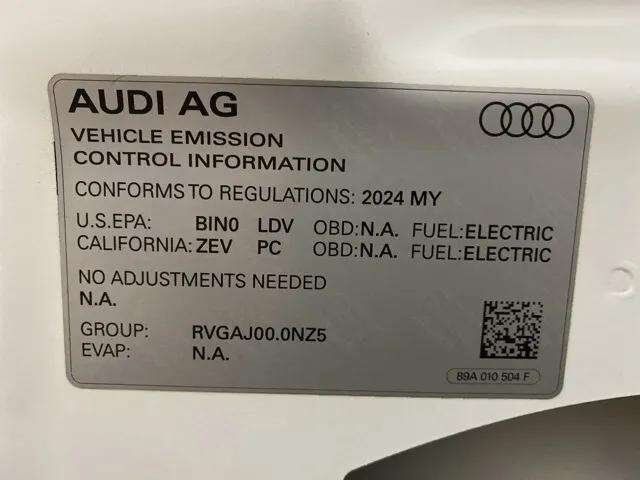 AUDI AG
VEHICLE EMISSION
CONTROL INFORMATION
CONFORMS TO REGULATIONS: 2024 MY
U.S.EPA: BIN0 LDV OBD:N.A. FUEL:ELECTRIC
CALIFORNIA: ZEV PC OBD:N.A. FUEL:ELECTRIC
NO ADJUSTMENTS NEEDED
N.A.
GROUP: RVGAJ00.0NZ5
EVAP: N.A.
89A 010 504 F